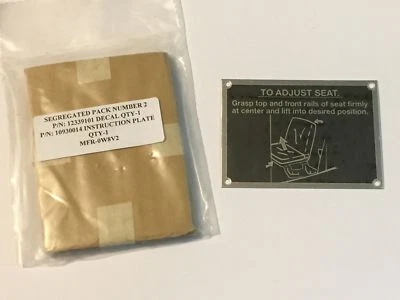 SEGREGATED PACK NUMBER 2
P/N: 12339101 DECAL QTY-1
P/N: 10930014 INSTRUCTION PLATE
QTY-1
MFR-0W8V2
TO ADJUST SEAT.
Grasp top and front rails of seat firmly
at center and lift into desired position.